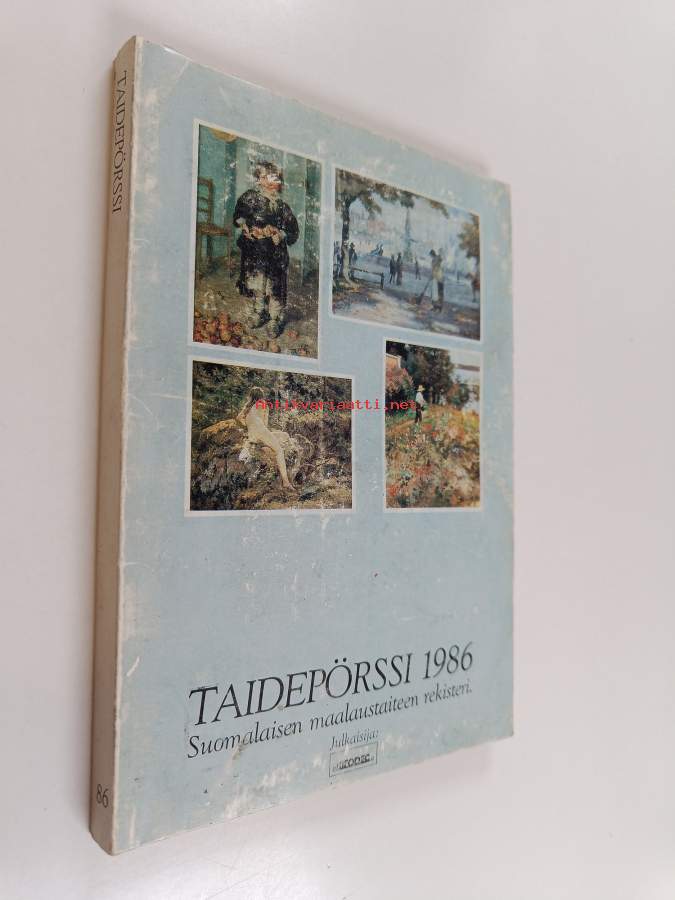 TAIDEPÖRSSI
86
Antikvariaatti.net
TAIDEPÖRSSI 1986
Suomalaisen maalaustaiteen rekisteri.
Julkaisija: